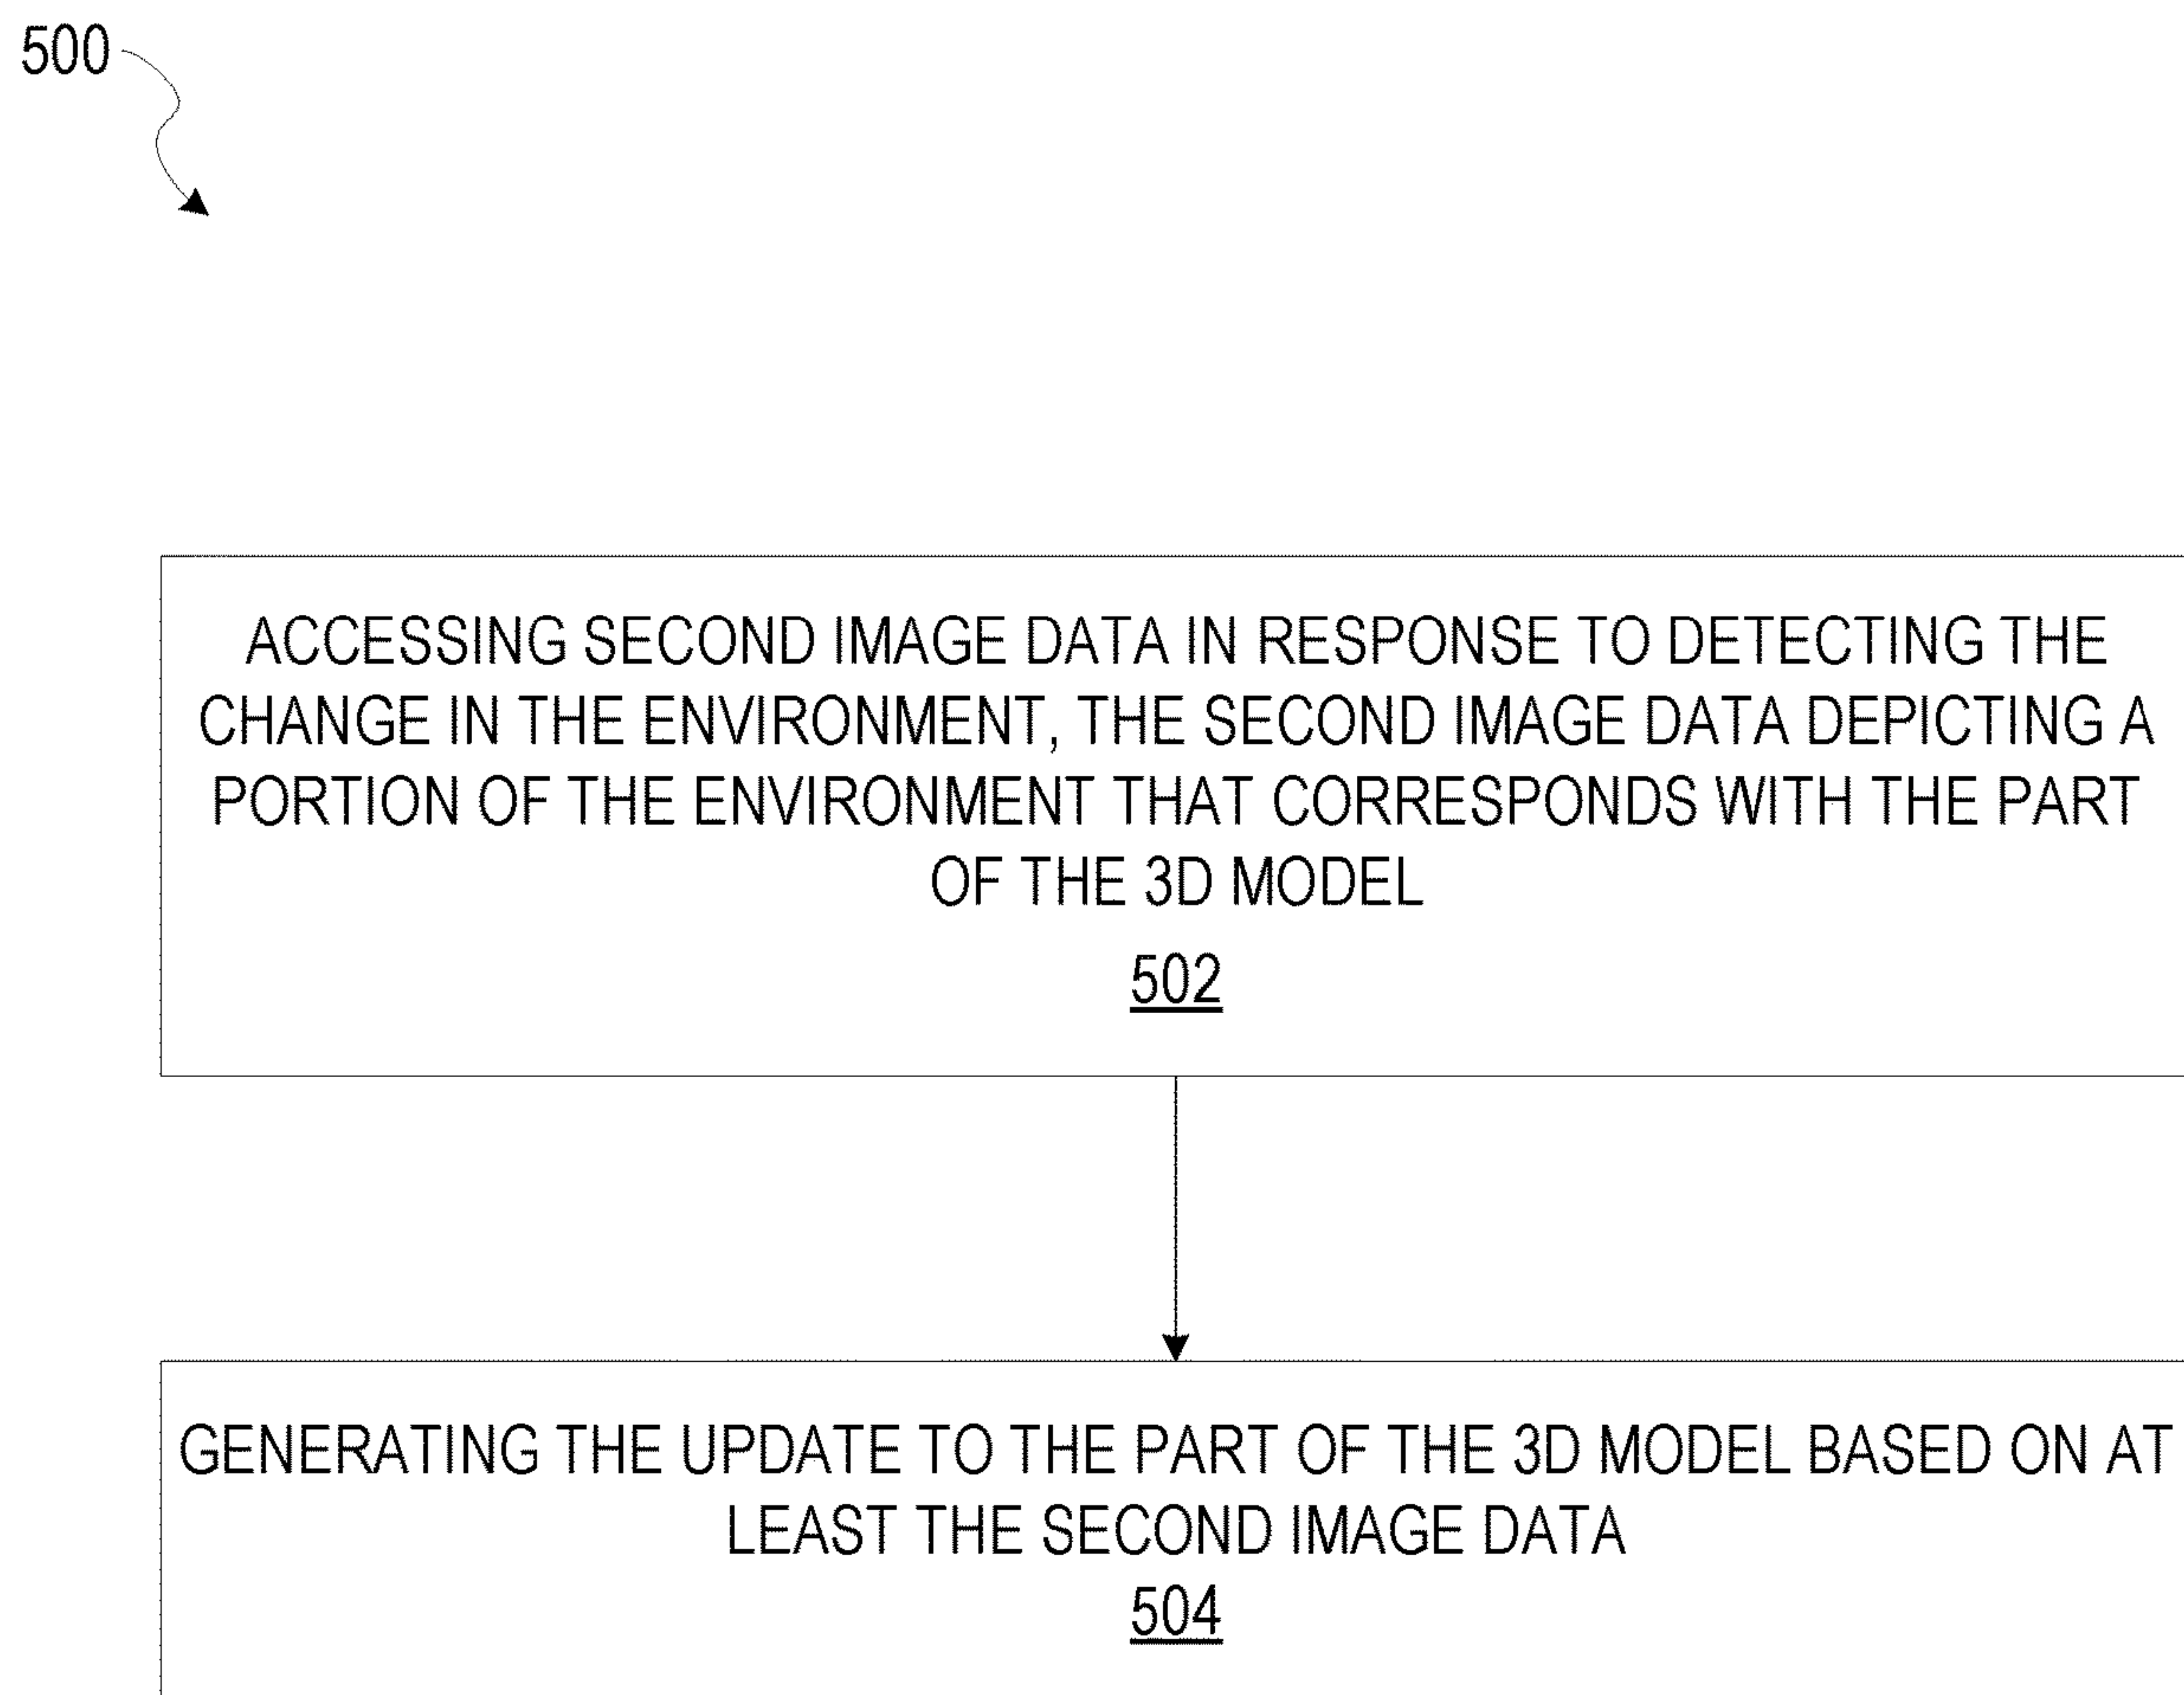 500
ACCESSING SECOND IMAGE DATA IN RESPONSE TO DETECTING THE
CHANGE IN THE ENVIRONMENT, THE SECOND IMAGE DATA DEPICTING A
PORTION OF THE ENVIRONMENT THAT CORRESPONDS WITH THE PART
OF THE 3D MODEL
502
GENERATING THE UPDATE TO THE PART OF THE 3D MODEL BASED ON AT
LEAST THE SECOND IMAGE DATA
504